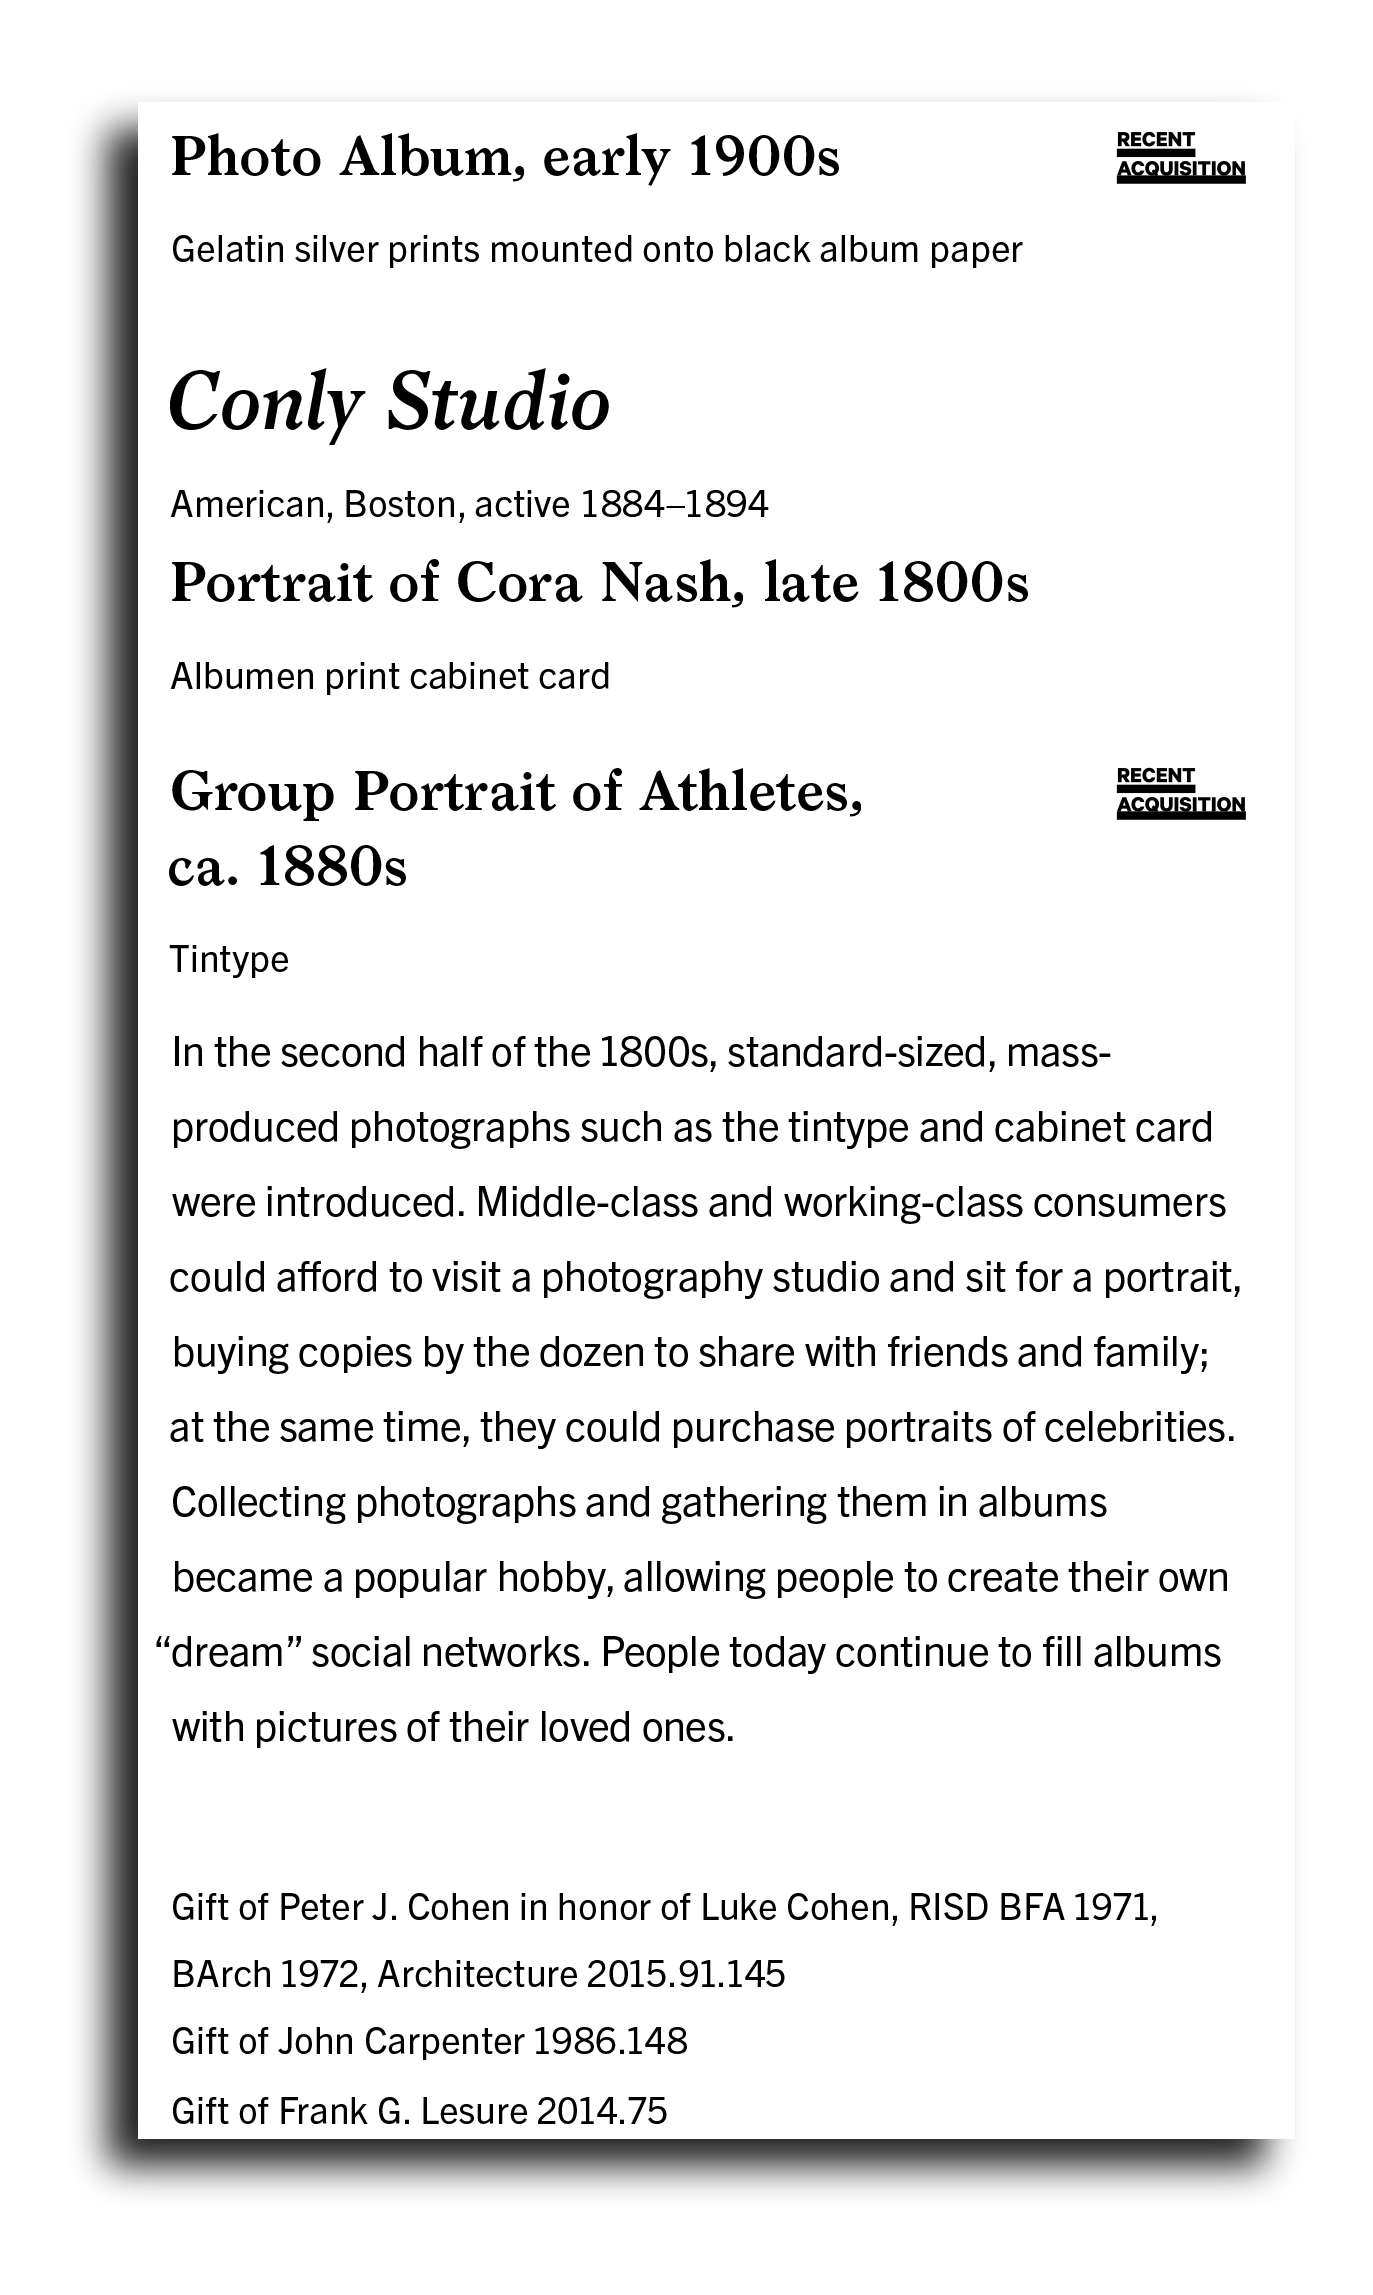 Photo Album, early 1900s
RECENT
ACQUISITION
Gelatin silver prints mounted onto black album paper
Conly Studio
American, Boston, active 1884–1894
Portrait of Cora Nash, late 1800s
Albumen print cabinet card
Group Portrait of Athletes,
ca. 1880s
RECENT
ACQUISITION
Tintype
In the second half of the 1800s, standard-sized, mass-
produced photographs such as the tintype and cabinet card
were introduced. Middle-class and working-class consumers
could afford to visit a photography studio and sit for a portrait,
buying copies by the dozen to share with friends and family;
at the same time, they could purchase portraits of celebrities.
Collecting photographs and gathering them in albums
became a popular hobby, allowing people to create their own
“dream” social networks. People today continue to fill albums
with pictures of their loved ones.
Gift of Peter J. Cohen in honor of Luke Cohen, RISD BFA 1971,
BArch 1972, Architecture 2015.91.145
Gift of John Carpenter 1986.148
Gift of Frank G. Lesure 2014.75